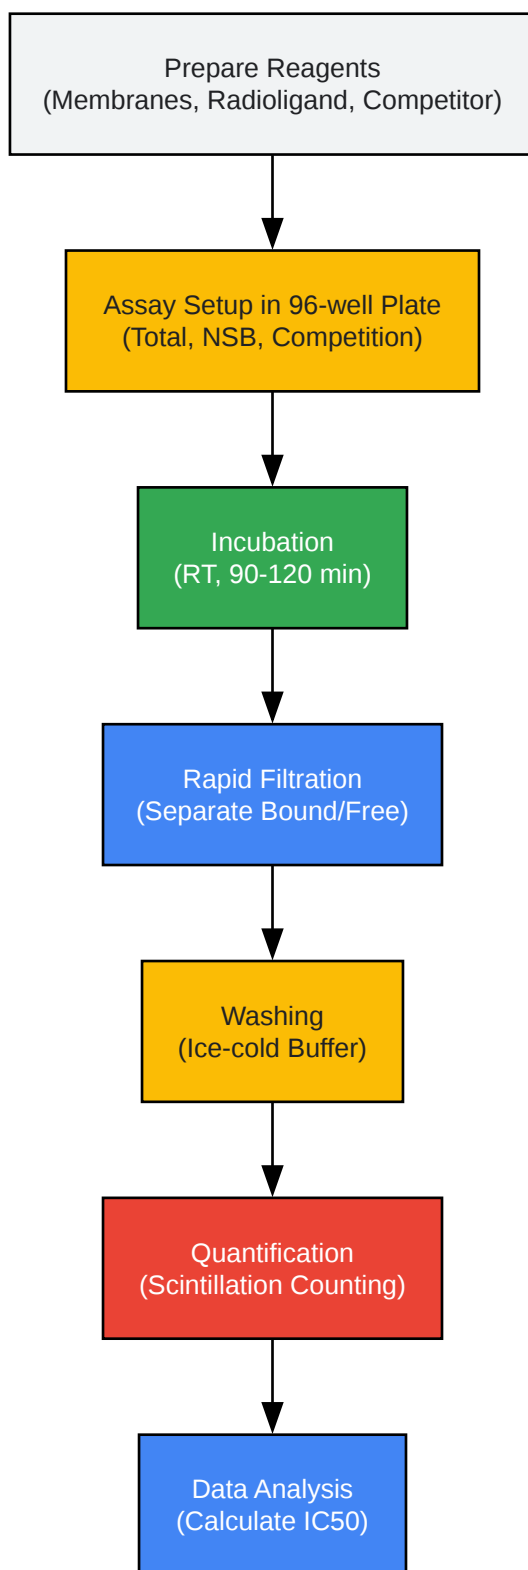 Prepare Reagents
(Membranes, Radioligand, Competitor)
Assay Setup in 96-well Plate
(Total, NSB, Competition)
Incubation
(RT, 90-120 min)
Rapid Filtration
(Separate Bound/Free)
Washing
(Ice-cold Buffer)
Quantification
(Scintillation Counting)
Data Analysis
(Calculate IC50)